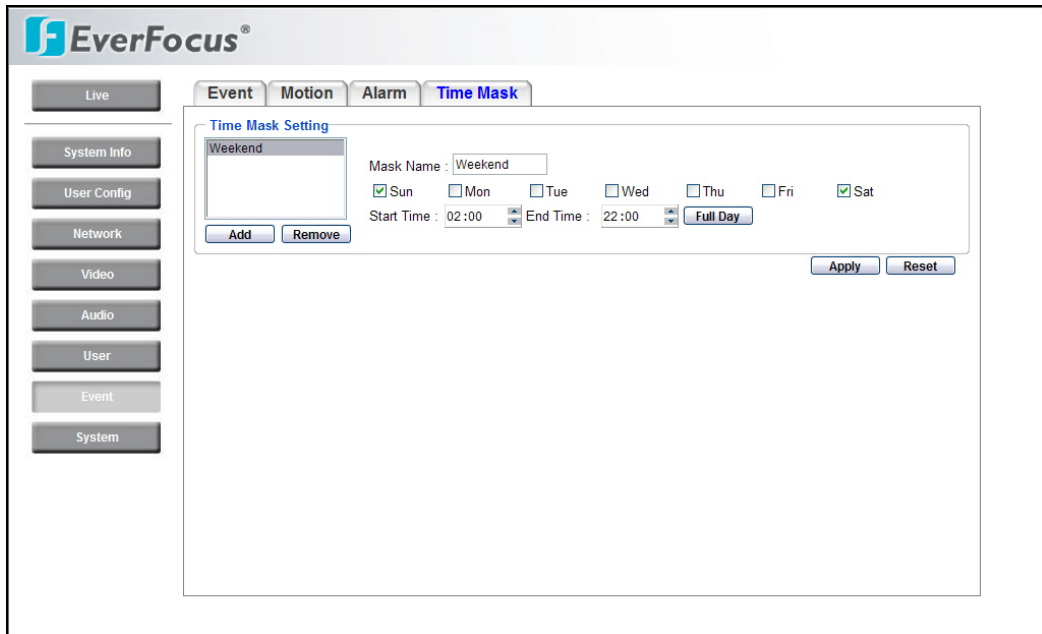 EverFocus®
Live
System Info
User Config
Network
Video
Audio
User
Event
System
Event Motion Alarm Time Mask
Time Mask Setting
Weekend
Add Remove
Mask Name : Weekend
Sun Mon Tue Wed Thu Fri Sat
Start Time : 02:00 End Time : 22:00 Full Day
Apply Reset